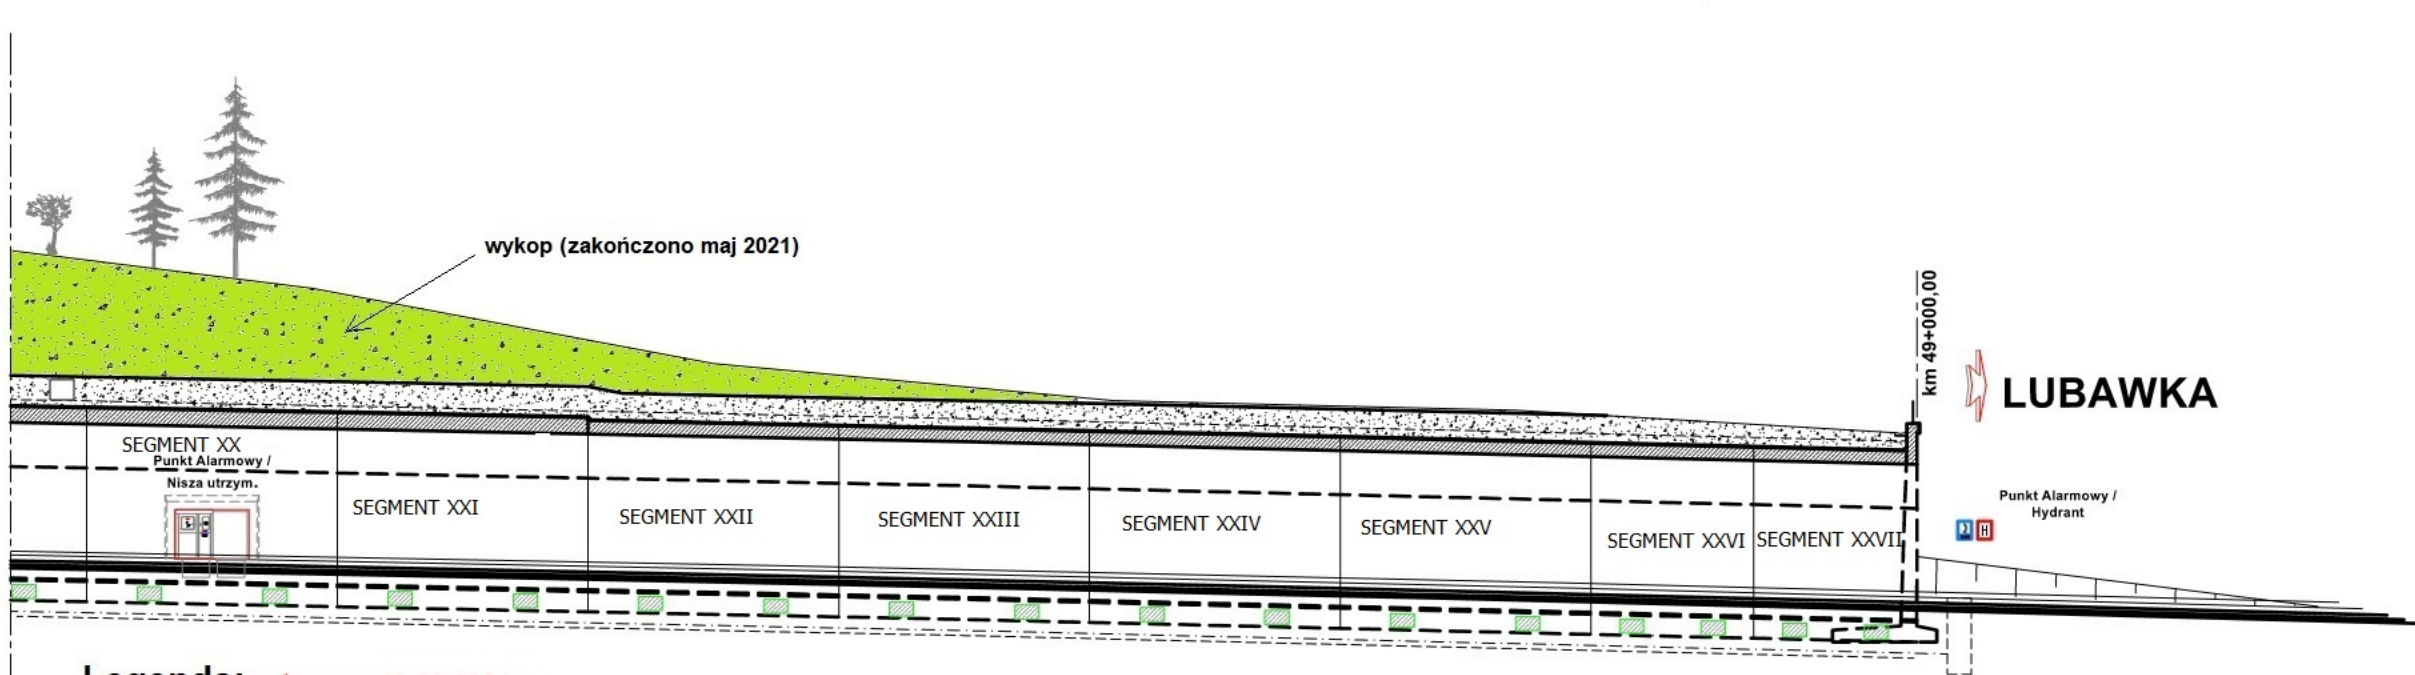 wykop (zakończono maj 2021)
km 49+000,00
LUBAWKA
SEGMENT XX
Punkt Alarmowy /
Nisza utrzym.
SEGMENT XXI
SEGMENT XXII
SEGMENT XXIII
SEGMENT XXIV
SEGMENT XXV
SEGMENT XXVI
SEGMENT XXVII
Punkt Alarmowy /
Hydrant
H
Legenda: